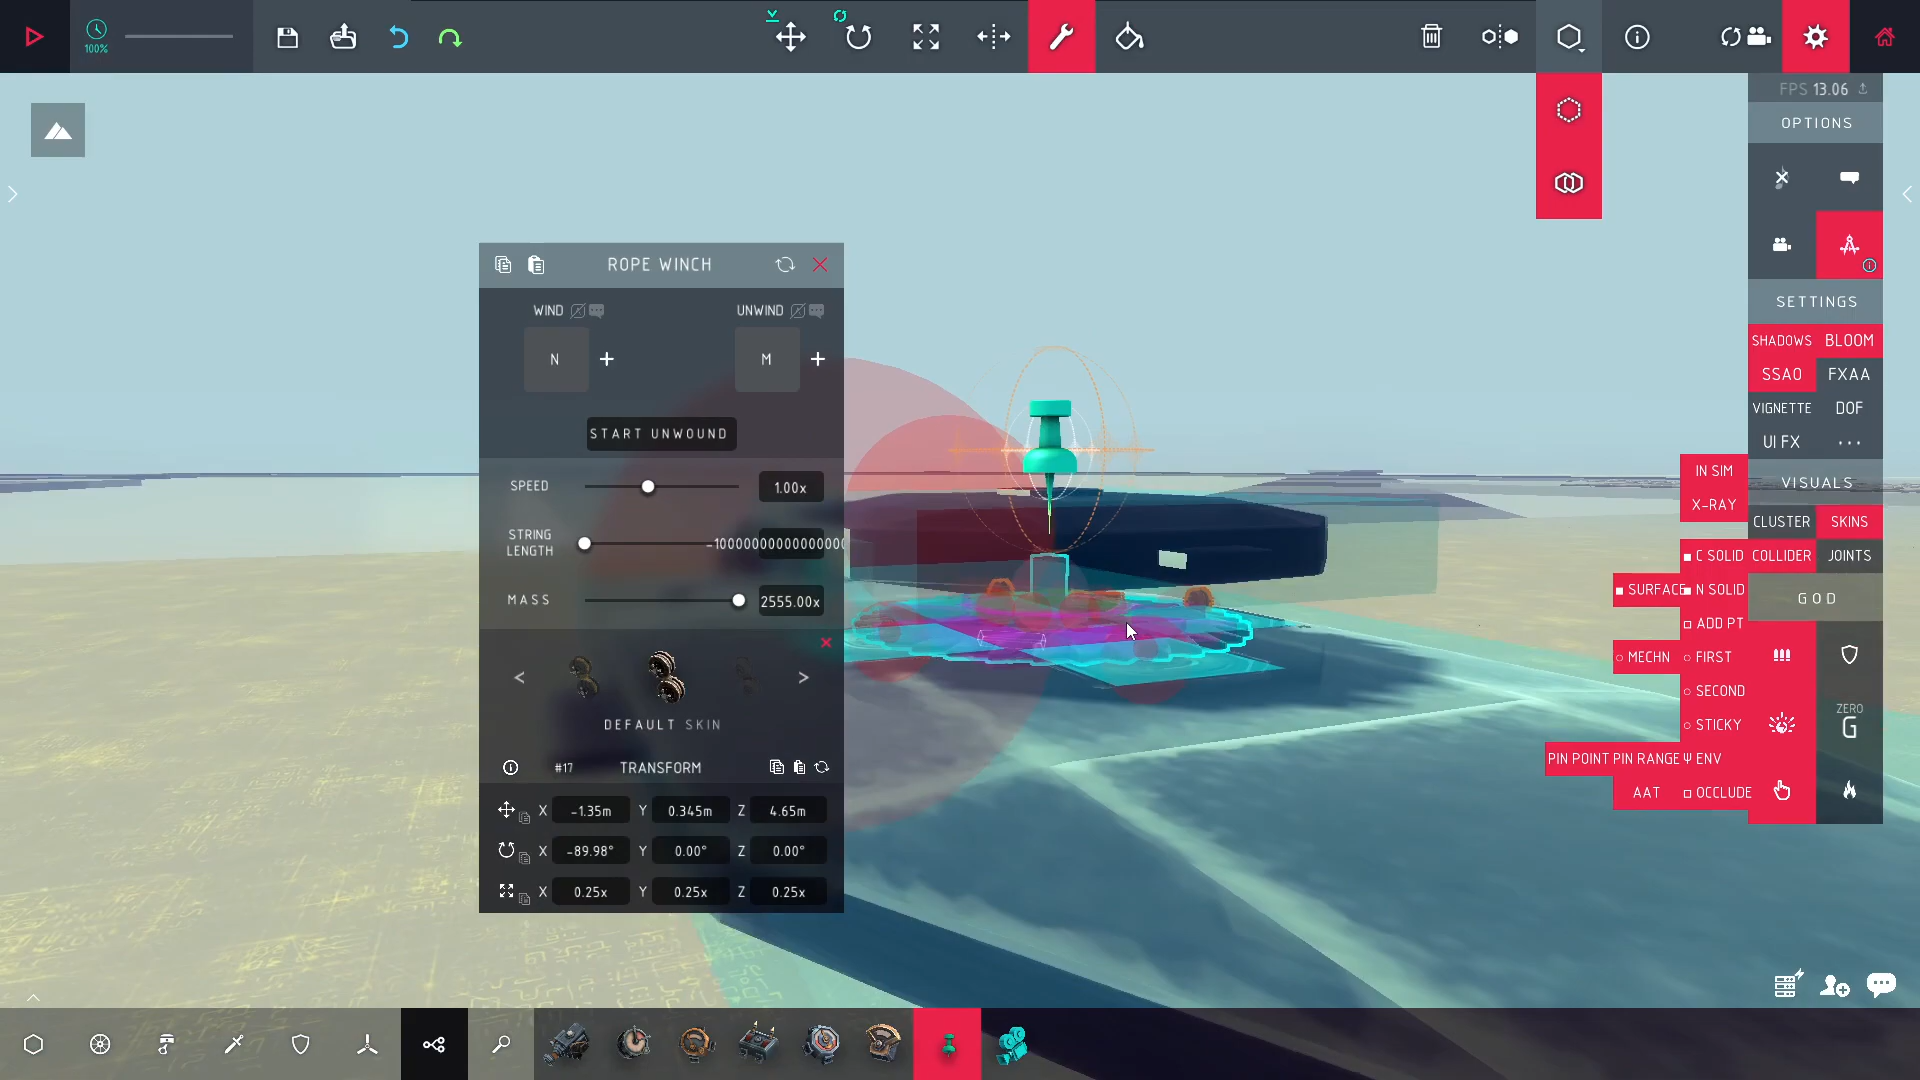 100%
FPS 13.06
OPTIONS
ROPE WINCH
WIND
UNWIND
N
+
M
+
START UNWOUND
SPEED
1.00x
STRING
LENGTH
MASS
2555.00x
DEFAULT SKIN
#17
TRANSFORM
X
-1.35m
Y
0.345m
Z
4.65m
X
-89.98°
Y
0.00°
Z
0.00°
X
0.25x
Y
0.25x
Z
0.25x
SETTINGS
SHADOWS
BLOOM
SSAO
FXAA
VIGNETTE
DOF
UI FX
...
IN SIM
X-RAY
VISUALS
CLUSTER
SKINS
C SOLID
COLLIDER
JOINTS
SURFACE
N SOLID
GOD
ADD PT
MECHN
FIRST
SECOND
STICKY
ZERO
G
PIN POINT
PIN RANGE
Ψ ENV
AAT
OCCLUDE